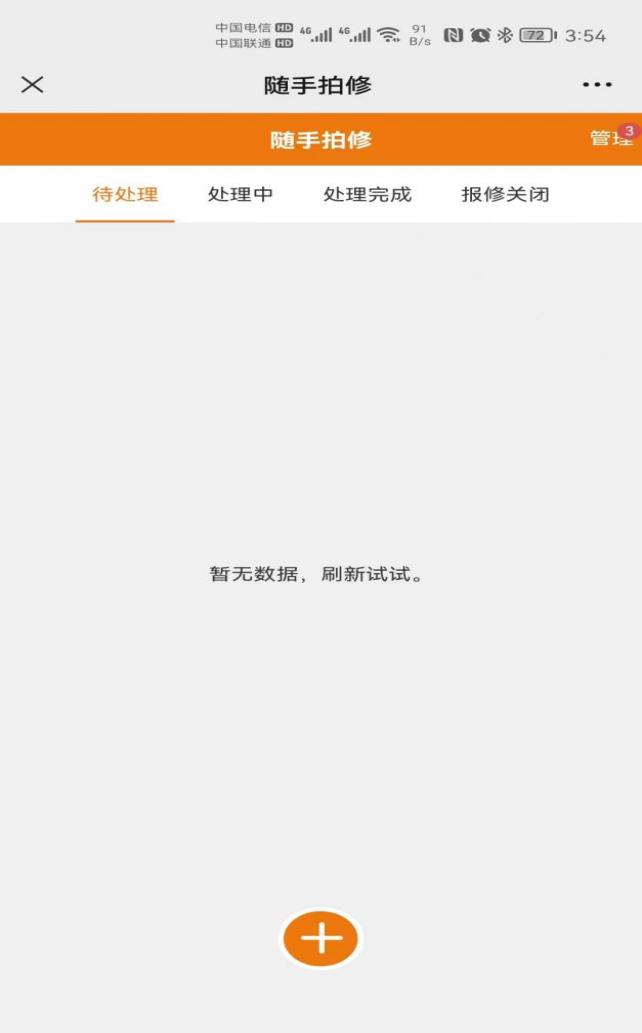 中国电信 HD 4G 4G 91 72 3:54
中国联通 HD B/s
随手拍修
随手拍修 管理 3
待处理 处理中 处理完成 报修关闭
暂无数据，刷新试试。